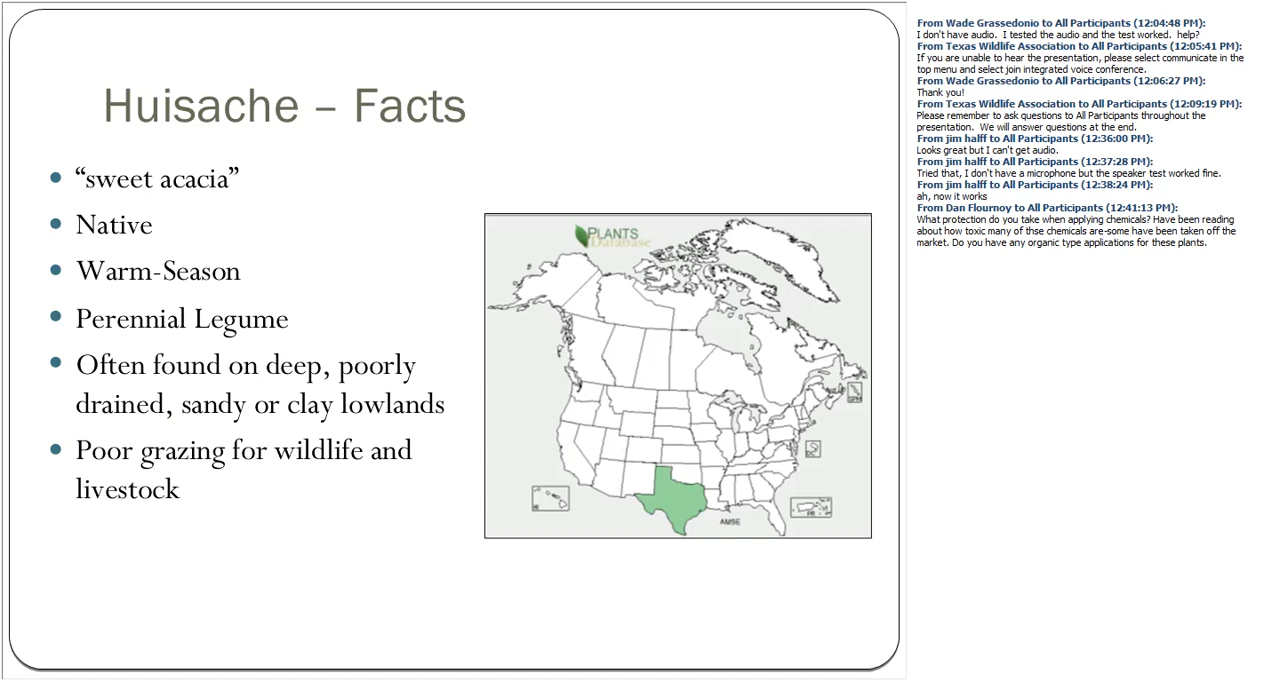 Huisache – Facts
• “sweet acacia”
• Native
• Warm-Season
• Perennial Legume
• Often found on deep, poorly
drained, sandy or clay lowlands
• Poor grazing for wildlife and
livestock
PLANTS
Database
AMSE
From Wade Grassedonio to All Participants (12:04:48 PM):
I don't have audio.  I tested the audio and the test worked.  help?
From Texas Wildlife Association to All Participants (12:05:41 PM):
If you are unable to hear the presentation, please select communicate in the
top menu and select join integrated voice conference.
From Wade Grassedonio to All Participants (12:06:27 PM):
Thank you!
From Texas Wildlife Association to All Participants (12:09:19 PM):
Please remember to ask questions to All Participants throughout the
presentation.  We will answer questions at the end.
From jim halff to All Participants (12:36:00 PM):
Looks great but I can't get audio.
From jim halff to All Participants (12:37:28 PM):
Tried that, I don't have a microphone but the speaker test worked fine.
From jim halff to All Participants (12:38:24 PM):
ah, now it works
From Dan Flournoy to All Participants (12:41:13 PM):
What protection do you take when applying chemicals? Have been reading
about how toxic many of thse chemicals are-some have been taken off the
market. Do you have any organic type applications for these plants.